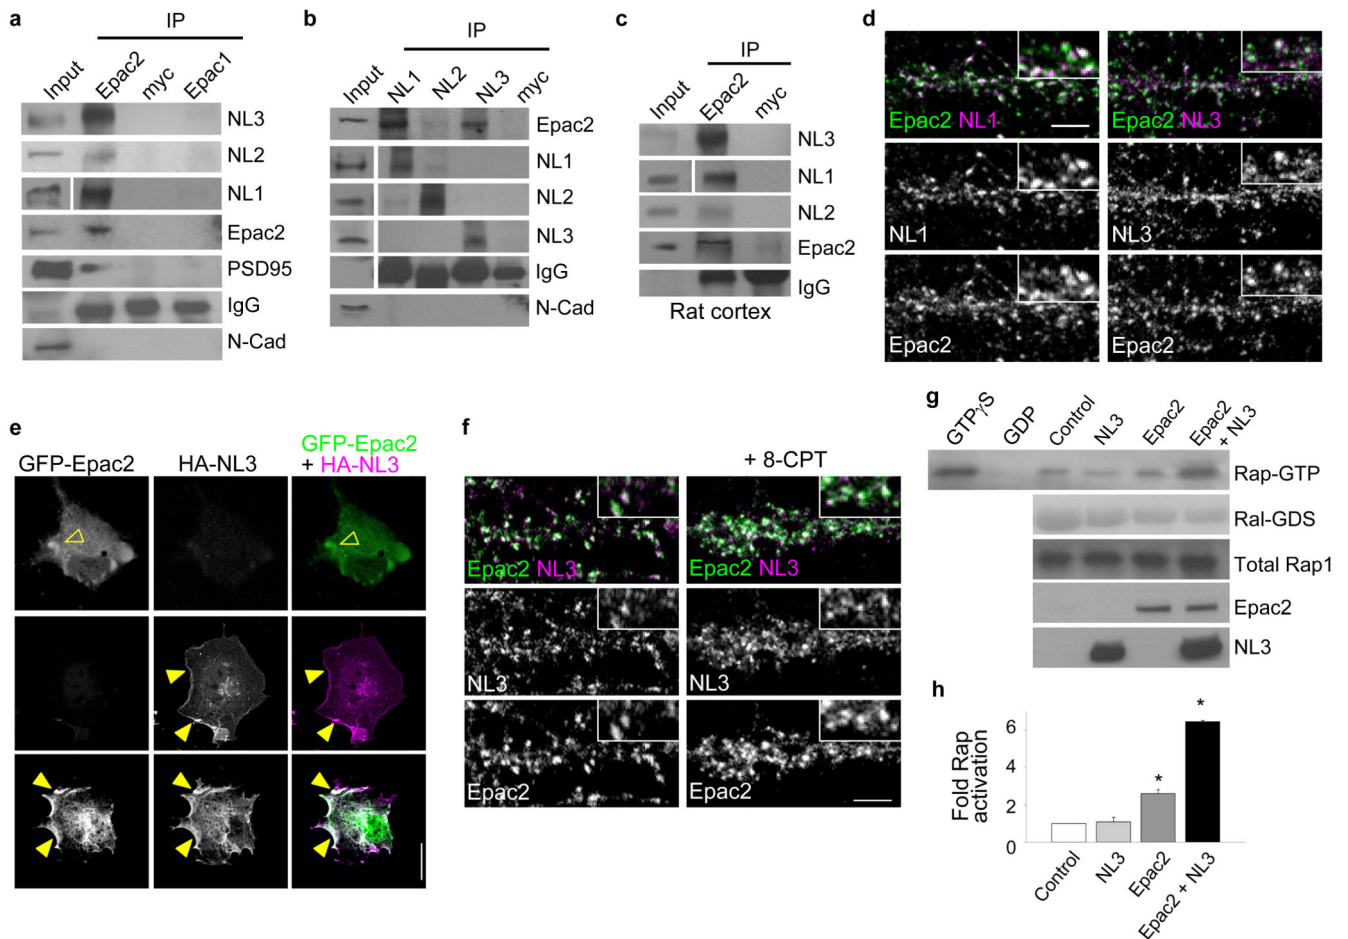 a
IP
Input
Epac2
myc
Epac1
NL3
NL2
NL1
Epac2
PSD95
IgG
N-Cad
b
IP
Input
NL1
NL2
NL3
myc
Epac2
NL1
NL2
NL3
IgG
N-Cad
c
IP
Input
Epac2
myc
NL3
NL1
NL2
Epac2
IgG
Rat cortex
d
Epac2 NL1
Epac2 NL3
NL1
NL3
Epac2
Epac2
e
GFP-Epac2
HA-NL3
GFP-Epac2
+ HA-NL3
f
+ 8-CPT
Epac2 NL3
Epac2 NL3
NL3
NL3
Epac2
Epac2
g
GTPγS
GDP
Control
NL3
Epac2
Epac2
+ NL3
Rap-GTP
Ral-GDS
Total Rap1
Epac2
NL3
h
Fold Rap
activation
6
4
2
0
*
*
Control
NL3
Epac2
Epac2 + NL3